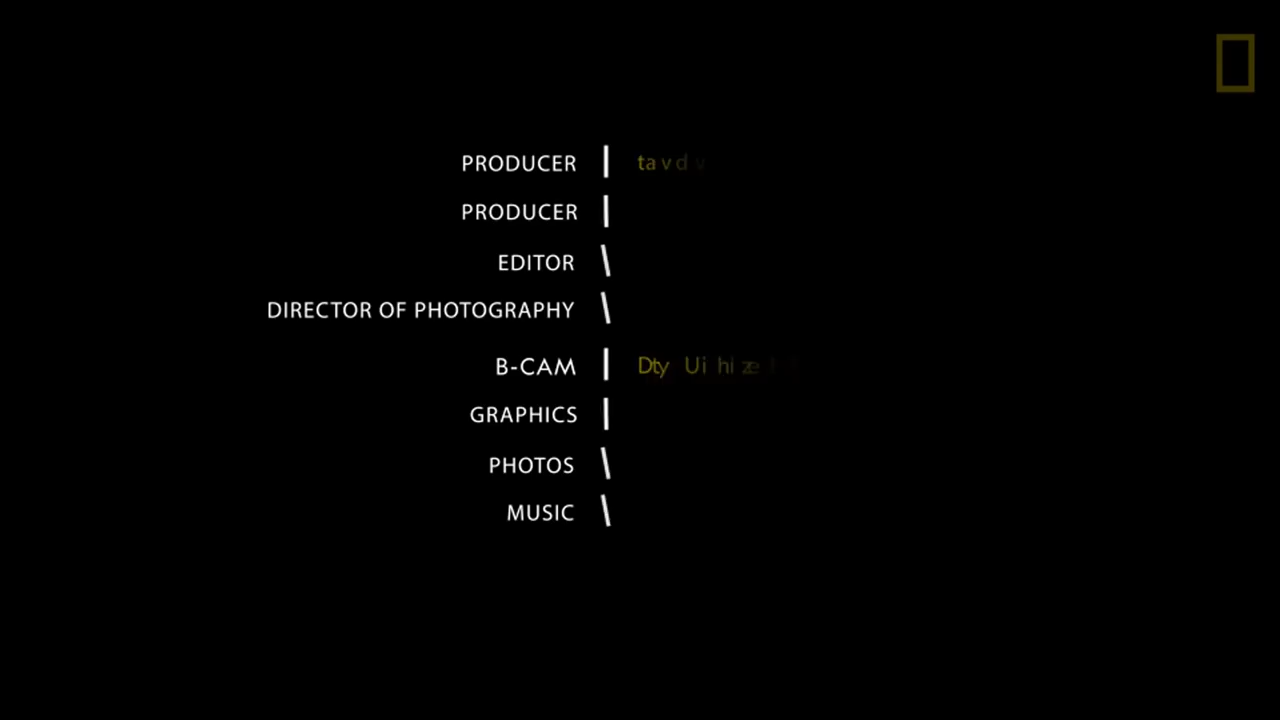 PRODUCER |
PRODUCER |
EDITOR \
DIRECTOR OF PHOTOGRAPHY \
B-CAM |
GRAPHICS |
PHOTOS \
MUSIC \